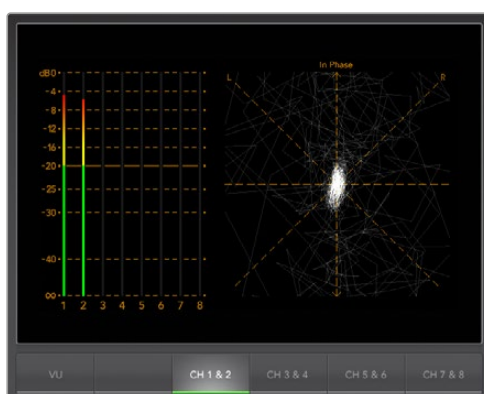 In Phase
dB0
-4
-8
-12
-16
-20
-25
-30
-40
∞
1 2 3 4 5 6 7 8
L
R
VU
CH 1 & 2
CH 3 & 4
CH 5 & 6
CH 7 & 8